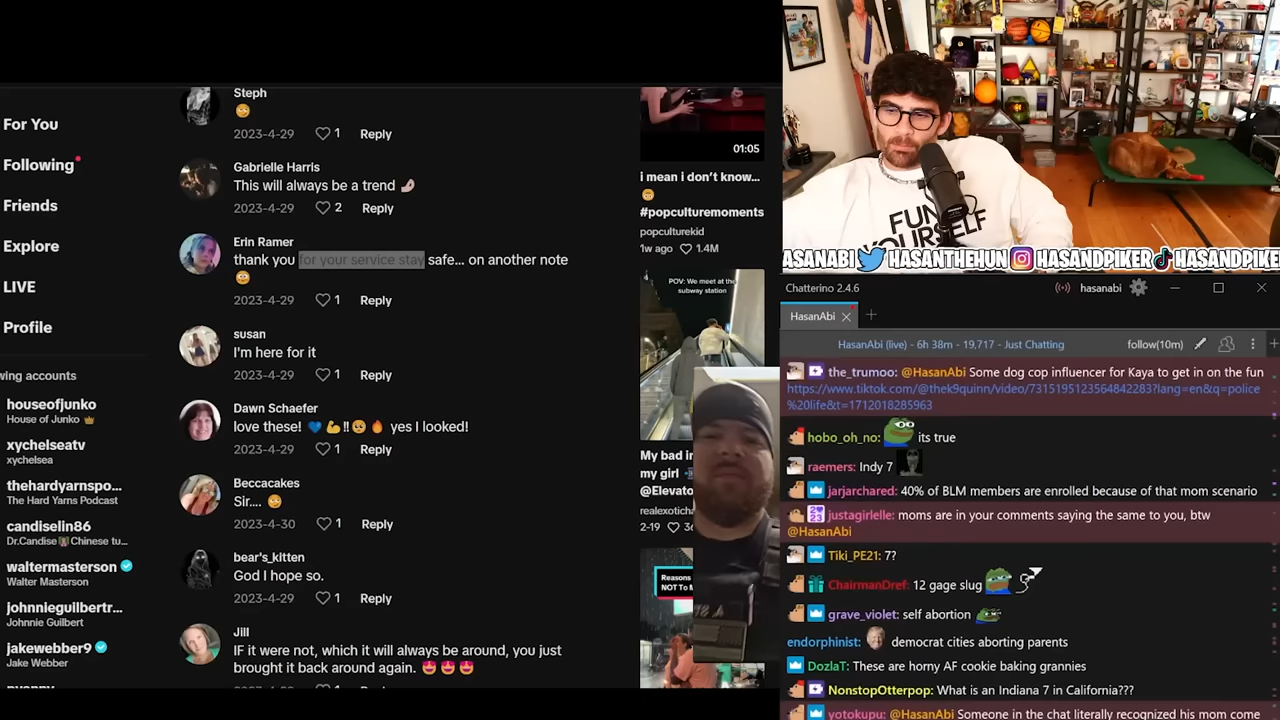 For You
Following
Friends
Explore
LIVE
Profile
wing accounts
houseofjunko
House of Junko
xychelseatv
xychelsea
thehardyarnspo...
The Hard Yarns Podcast
candiselin86
Dr.Candise Chinese tu...
waltermasterson
Walter Masterson
johnnieguilbertr...
Johnnie Guilbert
jakewebber9
Jake Webber
Steph
2023-4-29 1 Reply
Gabrielle Harris
This will always be a trend
2023-4-29 2 Reply
Erin Ramer
thank you for your service stay safe... on another note
2023-4-29 1 Reply
susan
I'm here for it
2023-4-29 1 Reply
Dawn Schaefer
love these! 💙💪‼️🥺🔥 yes I looked!
2023-4-29 1 Reply
Beccacakes
Sir....
2023-4-30 1 Reply
bear's_kitten
God I hope so.
2023-4-29 1 Reply
Jill
IF it were not, which it will always be around, you just
brought it back around again. 🤩🤩🤩
01:05
i mean i don't know...
#popculturemoments
popculturekid
1w ago 1.4M
POV: We meet at the
subway station
My bad in
my girl
@Elevato
realexoticha
2-19
Reasons
NOT To M
FUN
YOURSELF
ASANABI HASANTHEHUN HASANDPIKER HASANDPIKE
Chatterino 2.4.6
hasanabi
HasanAbi
HasanAbi (live) - 6h 38m - 19,717 - Just Chatting
follow(10m)
the_trumoo: @HasanAbi Some dog cop influencer for Kaya to get in on the fun
https://www.tiktok.com/@thek9quinn/video/7315195123564842283?lang=en&q=police
%20life&t=1712018285963
hobo_oh_no: its true
raemers: Indy 7
jarjarchared: 40% of BLM members are enrolled because of that mom scenario
justagirlelle: moms are in your comments saying the same to you, btw
@HasanAbi
Tiki_PE21: 7?
ChairmanDref: 12 gage slug
grave_violet: self abortion
endorphinist: democrat cities aborting parents
DozlaT: These are horny AF cookie baking grannies
NonstopOtterpop: What is an Indiana 7 in California???
yotokupu: @HasanAbi Someone in the chat literally recognized his mom come